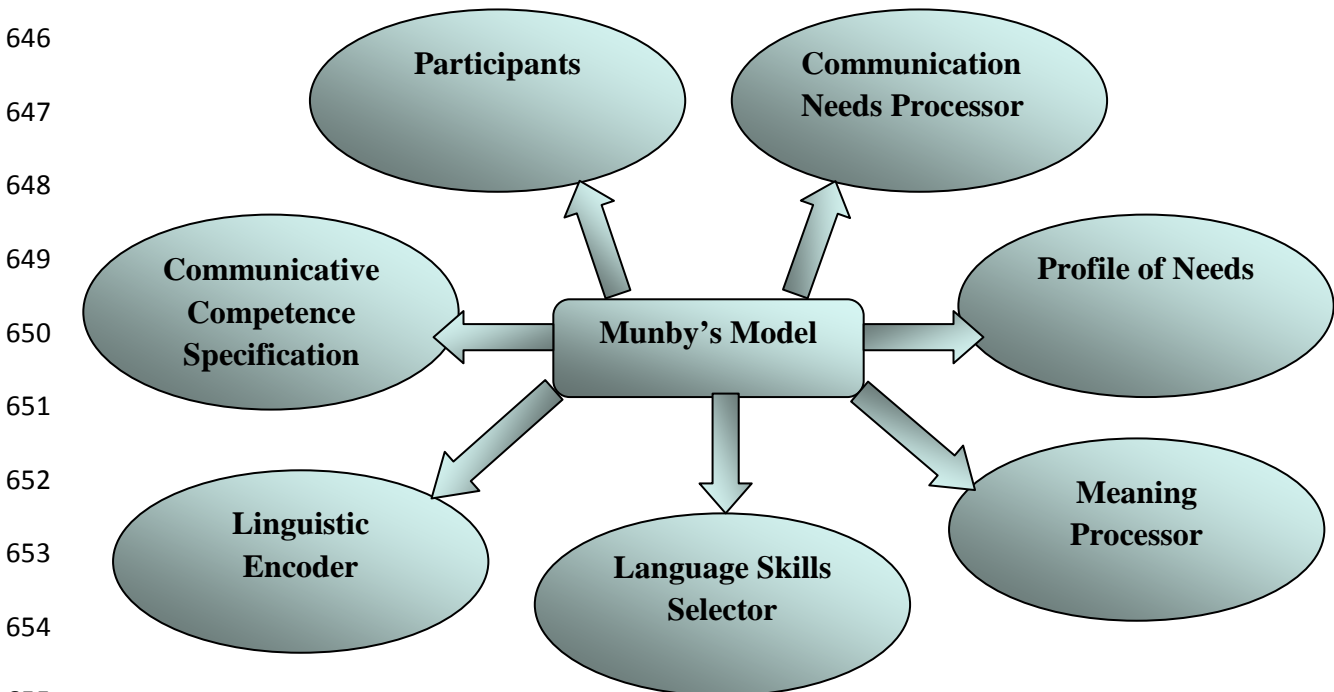 646
Participants
Communication
Needs Processor
647
648
649
Communicative
Competence
Specification
Profile of Needs
650
Munby’s Model
651
652
Linguistic
Encoder
Meaning
Processor
653
Language Skills
Selector
654